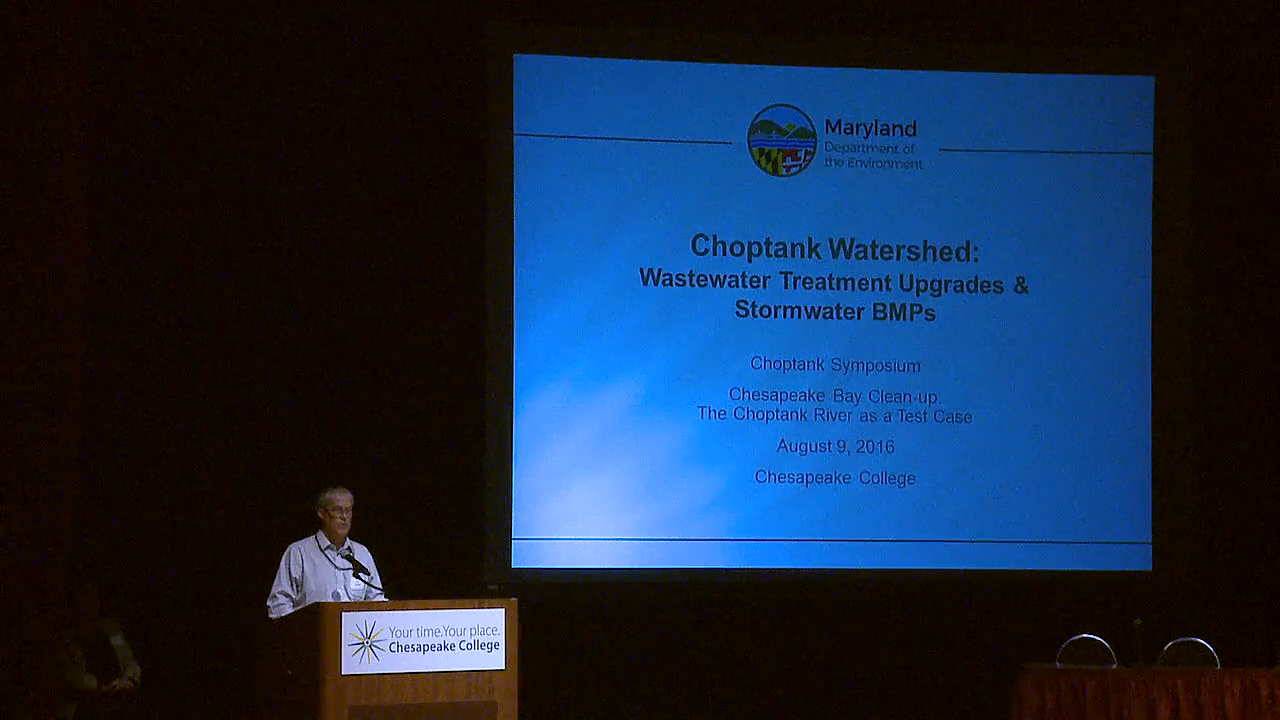 Maryland
Department of
the Environment
Choptank Watershed:
Wastewater Treatment Upgrades &
Stormwater BMPs
Choptank Symposium
Chesapeake Bay Clean-up:
The Choptank River as a Test Case
August 9, 2016
Chesapeake College
Your time.Your place.
Chesapeake College